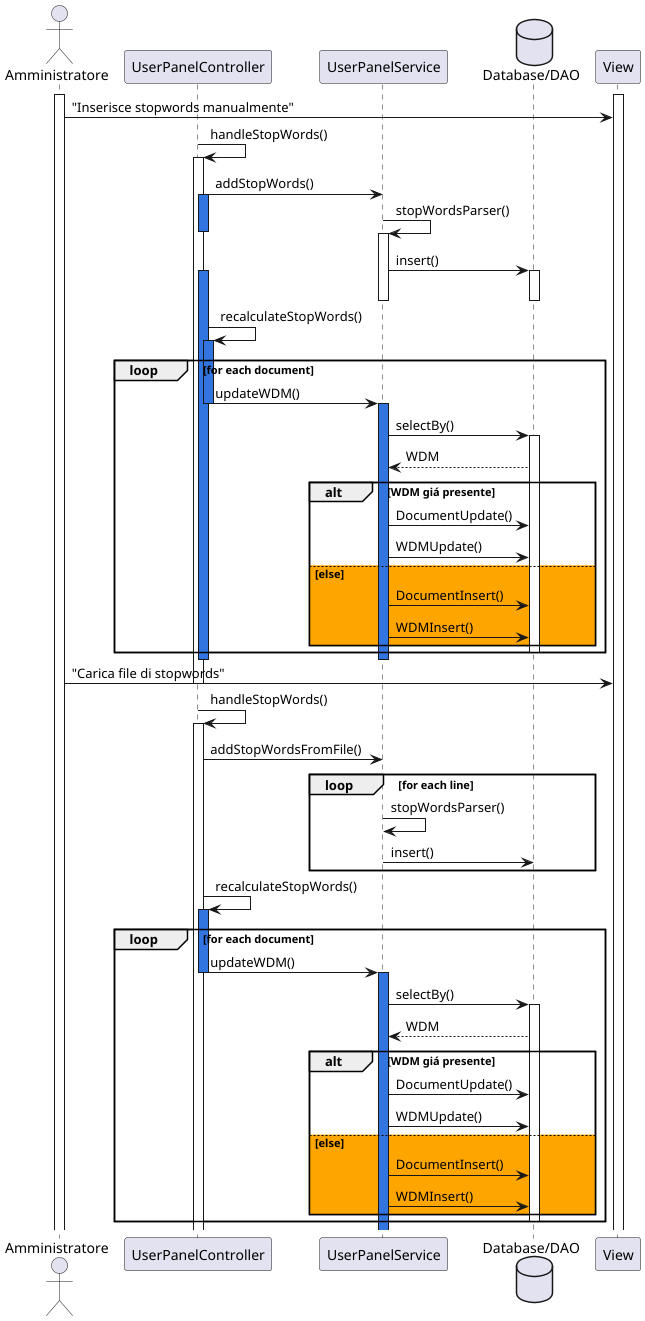 Amministratore
UserPanelController
UserPanelService
Database/DAO
View
"Inserisce stopwords manualmente"
handleStopWords()
addStopWords()
stopWordsParser()
insert()
recalculateStopWords()
loop [for each document]
updateWDM()
selectBy()
WDM
alt [WDM giá presente]
DocumentUpdate()
WDMUpdate()
[else]
DocumentInsert()
WDMInsert()
"Carica file di stopwords"
handleStopWords()
addStopWordsFromFile()
loop [for each line]
stopWordsParser()
insert()
recalculateStopWords()
loop [for each document]
updateWDM()
selectBy()
WDM
alt [WDM giá presente]
DocumentUpdate()
WDMUpdate()
[else]
DocumentInsert()
WDMInsert()
Amministratore
UserPanelController
UserPanelService
Database/DAO
View